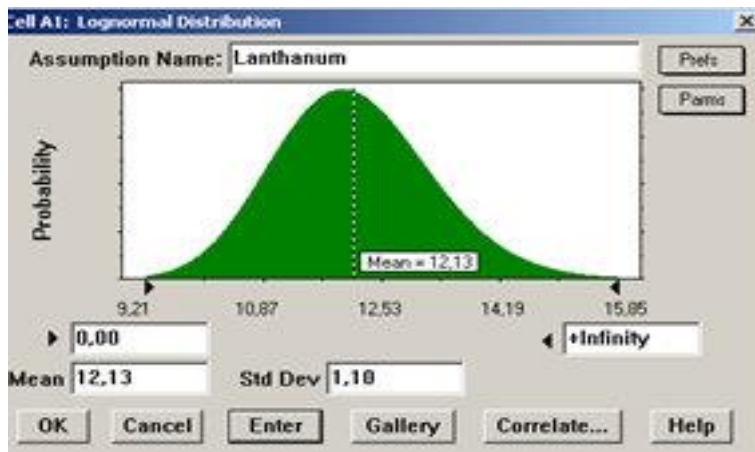 Cell A1: Lognormal Distribution
Assumption Name: Lanthanum
Prefs
Parms
Probability
Mean = 12,13
9,21 10,87 12,53 14,19 15,85
0,00 +Infinity
Mean 12,13 Std Dev 1,18
OK Cancel Enter Gallery Correlate... Help